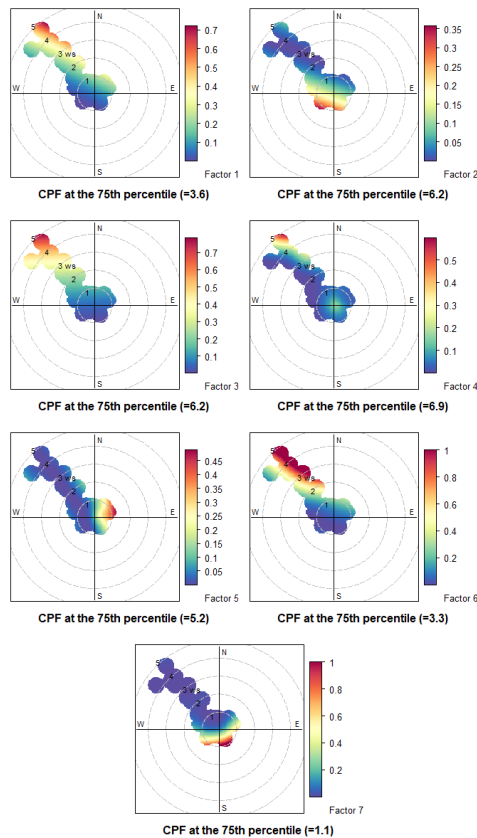 N
5
4
3 ws
2
1
W
E
S
0.7
0.6
0.5
0.4
0.3
0.2
0.1
Factor 1
CPF at the 75th percentile (=3.6)
N
5
4
3 ws
2
1
W
E
S
0.35
0.3
0.25
0.2
0.15
0.1
0.05
Factor 2
CPF at the 75th percentile (=6.2)
N
5
4
3 ws
2
1
W
E
S
0.7
0.6
0.5
0.4
0.3
0.2
0.1
Factor 3
CPF at the 75th percentile (=6.2)
N
5
4
3 ws
2
1
W
E
S
0.5
0.4
0.3
0.2
0.1
Factor 4
CPF at the 75th percentile (=6.9)
N
5
4
3 ws
2
1
W
E
S
0.45
0.4
0.35
0.3
0.25
0.2
0.15
0.1
0.05
Factor 5
CPF at the 75th percentile (=5.2)
N
5
4
3 ws
2
1
W
E
S
1
0.8
0.6
0.4
0.2
Factor 6
CPF at the 75th percentile (=3.3)
N
5
4
3 ws
2
1
W
E
S
1
0.8
0.6
0.4
0.2
Factor 7
CPF at the 75th percentile (=1.1)